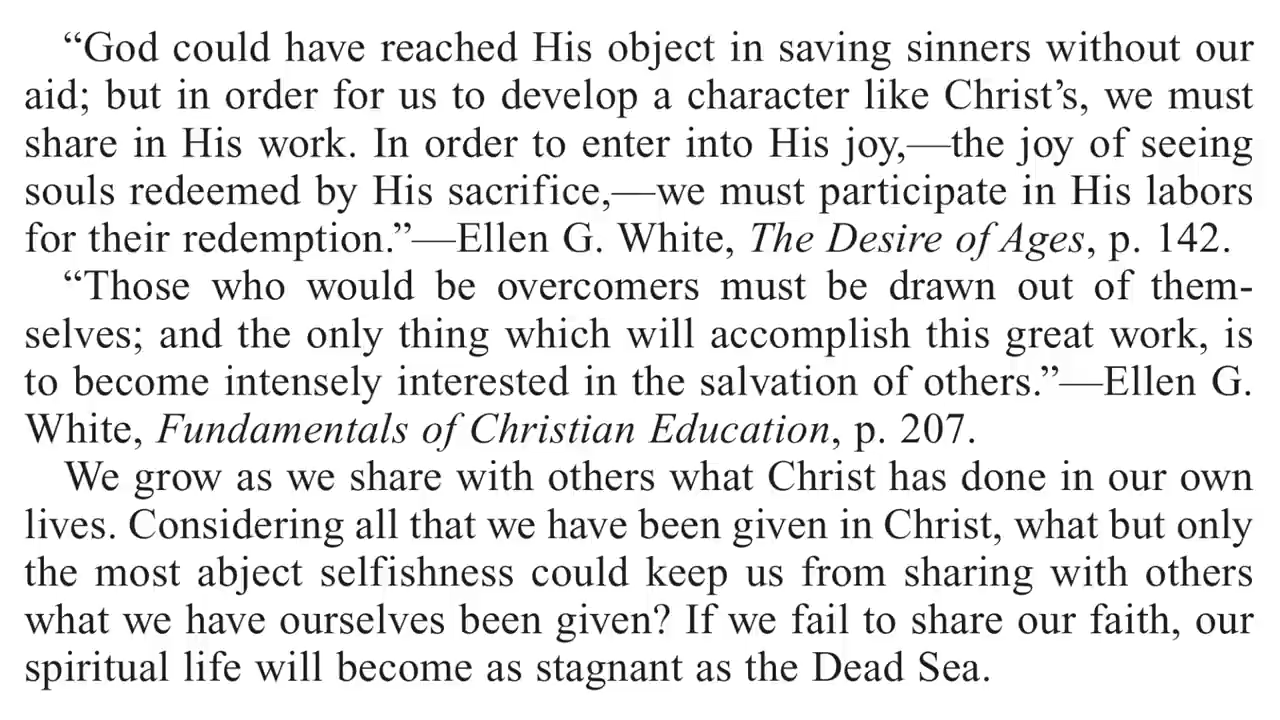 “God could have reached His object in saving sinners without our
aid; but in order for us to develop a character like Christ’s, we must
share in His work. In order to enter into His joy,—the joy of seeing
souls redeemed by His sacrifice,—we must participate in His labors
for their redemption.”—Ellen G. White, The Desire of Ages, p. 142.
“Those who would be overcomers must be drawn out of them-
selves; and the only thing which will accomplish this great work, is
to become intensely interested in the salvation of others.”—Ellen G.
White, Fundamentals of Christian Education, p. 207.
We grow as we share with others what Christ has done in our own
lives. Considering all that we have been given in Christ, what but only
the most abject selfishness could keep us from sharing with others
what we have ourselves been given? If we fail to share our faith, our
spiritual life will become as stagnant as the Dead Sea.